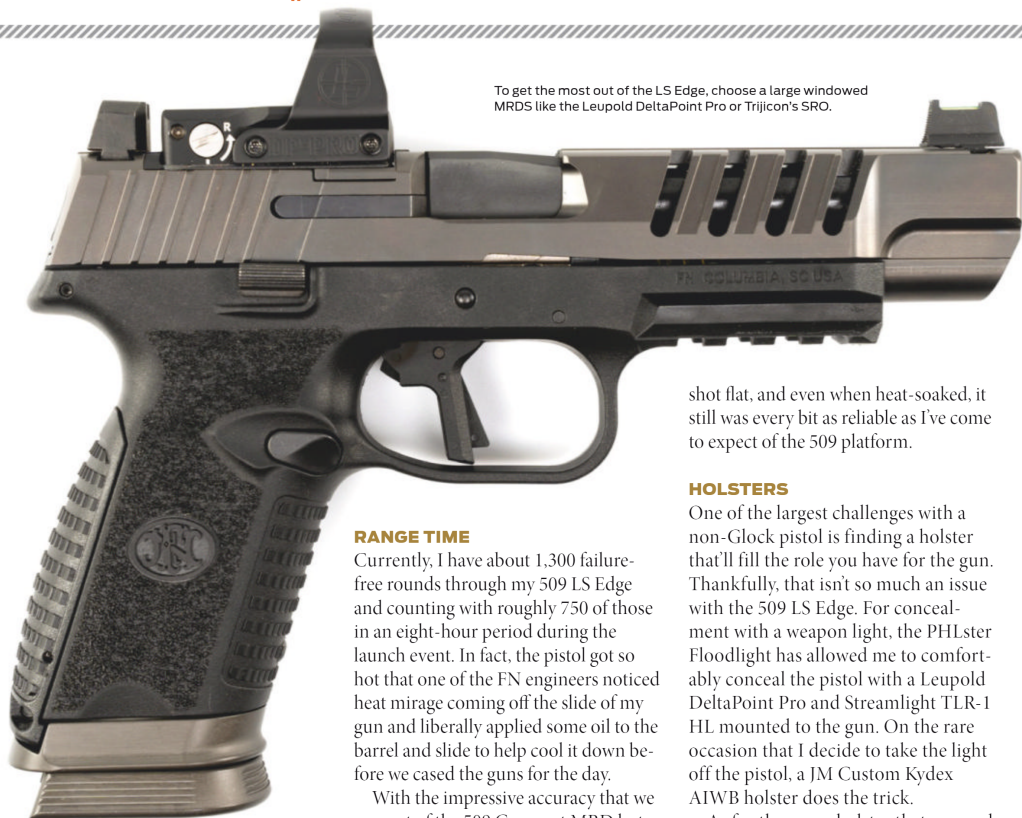 To get the most out of the LS Edge, choose a large windowed
MRDS like the Leupold DeltaPoint Pro or Trijicon's SRO.
R
FN COLUMBIA, SC USA
FN
RANGE TIME
Currently, I have about 1,300 failure-
free rounds through my 509 LS Edge
and counting with roughly 750 of those
in an eight-hour period during the
launch event. In fact, the pistol got so
hot that one of the FN engineers noticed
heat mirage coming off the slide of my
gun and liberally applied some oil to the
barrel and slide to help cool it down be-
fore we cased the guns for the day.
With the impressive accuracy that we
shot flat, and even when heat-soaked, it
still was every bit as reliable as I've come
to expect of the 509 platform.
HOLSTERS
One of the largest challenges with a
non-Glock pistol is finding a holster
that'll fill the role you have for the gun.
Thankfully, that isn't so much an issue
with the 509 LS Edge. For conceal-
ment with a weapon light, the PHLster
Floodlight has allowed me to comfort-
ably conceal the pistol with a Leupold
DeltaPoint Pro and Streamlight TLR-1
HL mounted to the gun. On the rare
occasion that I decide to take the light
off the pistol, a JM Custom Kydex
AIWB holster does the trick.